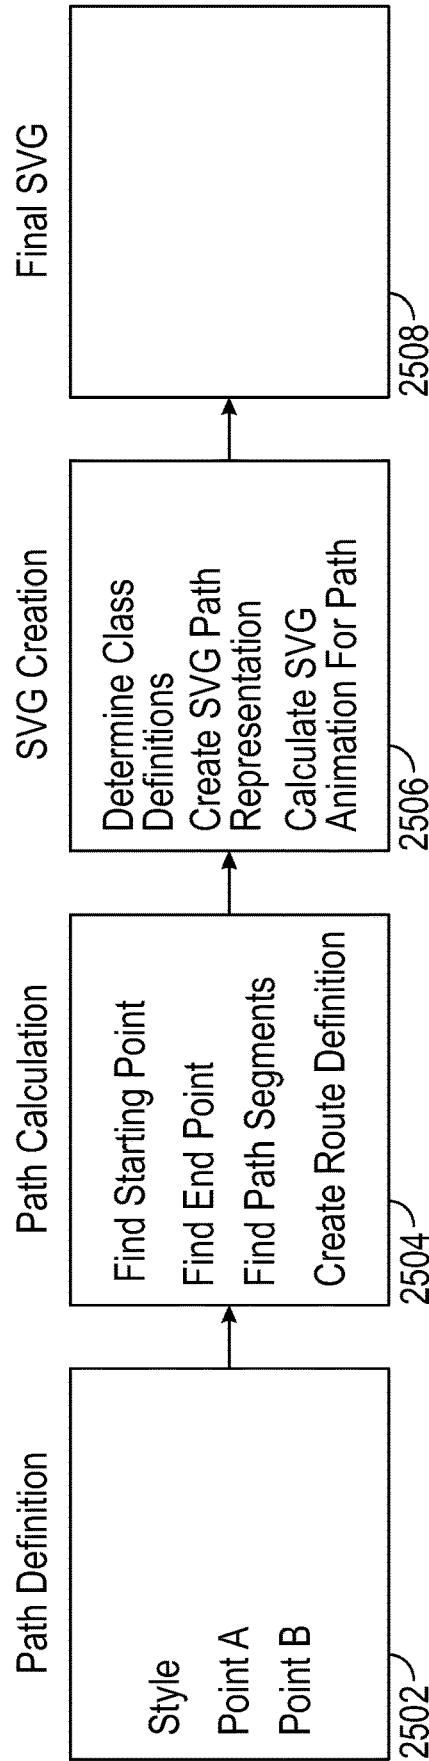 Path Definition
Style
Point A
Point B
2502
Path Calculation
Find Starting Point
Find End Point
Find Path Segments
Create Route Definition
2504
SVG Creation
Determine Class
Definitions
Create SVG Path
Representation
Calculate SVG
Animation For Path
2506
Final SVG
2508